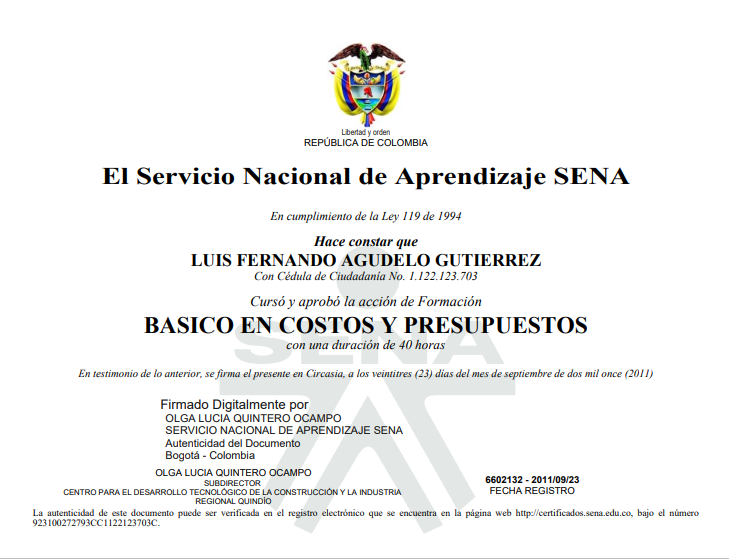 Libertad y orden
REPÚBLICA DE COLOMBIA
El Servicio Nacional de Aprendizaje SENA
En cumplimiento de la Ley 119 de 1994
Hace constar que
LUIS FERNANDO AGUDELO GUTIERREZ
Con Cédula de Ciudadanía No. 1.122.123.703
Cursó y aprobó la acción de Formación
BASICO EN COSTOS Y PRESUPUESTOS
con una duración de 40 horas
SENA
En testimonio de lo anterior, se firma el presente en Circasia, a los veintitres (23) días del mes de septiembre de dos mil once (2011)
Firmado Digitalmente por
OLGA LUCIA QUINTERO OCAMPO
SERVICIO NACIONAL DE APRENDIZAJE SENA
Autenticidad del Documento
Bogotá - Colombia
OLGA LUCIA QUINTERO OCAMPO
SUBDIRECTOR
CENTRO PARA EL DESARROLLO TECNOLÓGICO DE LA CONSTRUCCIÓN Y LA INDUSTRIA
REGIONAL QUINDÍO
6602132 - 2011/09/23
FECHA REGISTRO
La autenticidad de este documento puede ser verificada en el registro electrónico que se encuentra en la página web http://certificados.sena.edu.co, bajo el número
923100272793CC1122123703C.